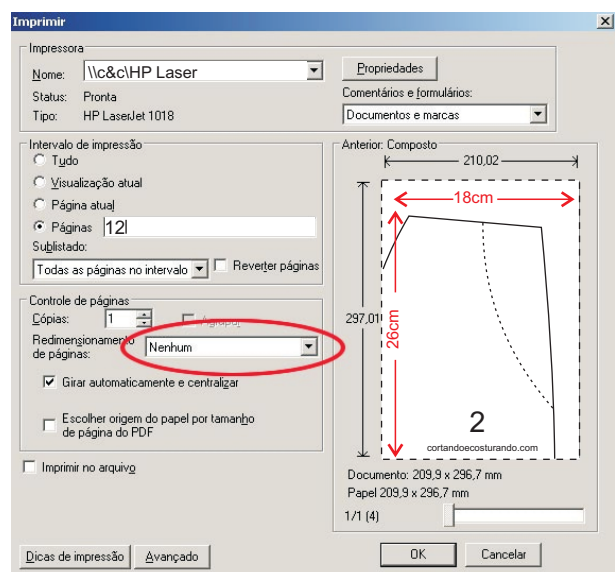 Imprimir
Impressora
Nome: \\c&c\HP Laser
Propriedades
Status: Pronta
Comentários e formulários:
Tipo: HP LaserJet 1018
Documentos e marcas
Intervalo de impressão
Tudo
Visualização atual
Página atual
Páginas 12
Sublistado:
Todas as páginas no intervalo
Reverter páginas
Controle de páginas
Cópias: 1
Agrupar
Redimensionamento
de páginas:
Nenhum
Girar automaticamente e centralizar
Escolher origem do papel por tamanho
de página do PDF
Imprimir no arquivo
Dicas de impressão
Avançado
Anterior: Composto
210,02
18cm
297,01
26cm
2
cortandoecosturando.com
Documento: 209,9 x 296,7 mm
Papel 209,9 x 296,7 mm
1/1 (4)
OK
Cancelar